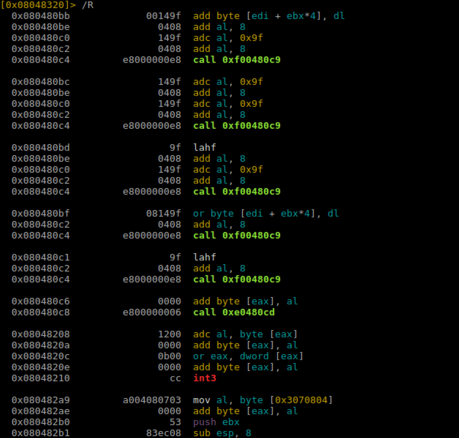 [0x08048320]> /R
0x080480bb 00149f add byte [edi + ebx*4], dl
0x080480be 0408 add al, 8
0x080480c0 149f adc al, 0x9f
0x080480c2 0408 add al, 8
0x080480c4 e8000000e8 call 0xf00480c9
0x080480bc 149f adc al, 0x9f
0x080480be 0408 add al, 8
0x080480c0 149f adc al, 0x9f
0x080480c2 0408 add al, 8
0x080480c4 e8000000e8 call 0xf00480c9
0x080480bd 9f lahf
0x080480be 0408 add al, 8
0x080480c0 149f adc al, 0x9f
0x080480c2 0408 add al, 8
0x080480c4 e8000000e8 call 0xf00480c9
0x080480bf 08149f or byte [edi + ebx*4], dl
0x080480c2 0408 add al, 8
0x080480c4 e8000000e8 call 0xf00480c9
0x080480c1 9f lahf
0x080480c2 0408 add al, 8
0x080480c4 e8000000e8 call 0xf00480c9
0x080480c6 0000 add byte [eax], al
0x080480c8 e800000006 call 0xe0480cd
0x08048208 1200 adc al, byte [eax]
0x0804820a 0000 add byte [eax], al
0x0804820c 0b00 or eax, dword [eax]
0x0804820e 0000 add byte [eax], al
0x08048210 cc int3
0x080482a9 a004080703 mov al, byte [0x3070804]
0x080482ae 0000 add byte [eax], al
0x080482b0 53 push ebx
0x080482b1 83ec08 sub esp, 8